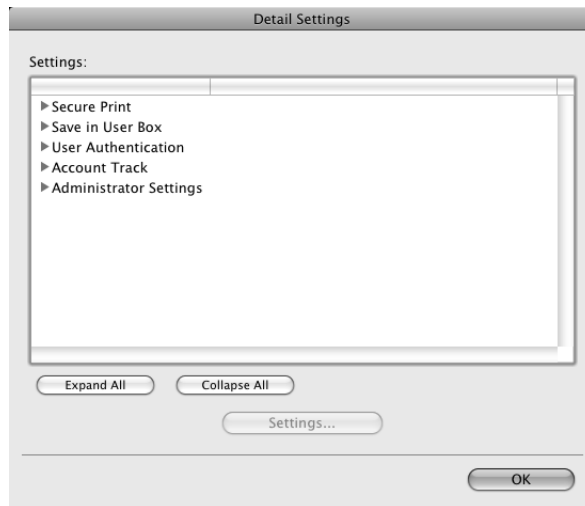 Detail Settings
Settings:
Secure Print
Save in User Box
User Authentication
Account Track
Administrator Settings
Expand All Collapse All
Settings...
OK